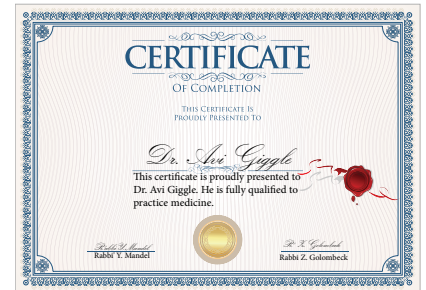 CERTIFICATE
OF COMPLETION
THIS CERTIFICATE IS
PROUDLY PRESENTED TO
Dr. Avi Giggle
This certificate is proudly presented to
Dr. Avi Giggle. He is fully qualified to
practice medicine.
Rabbi Y. Mandel
Rabbi Y. Mandel
R. Z. Golombeck
Rabbi Z. Golombeck